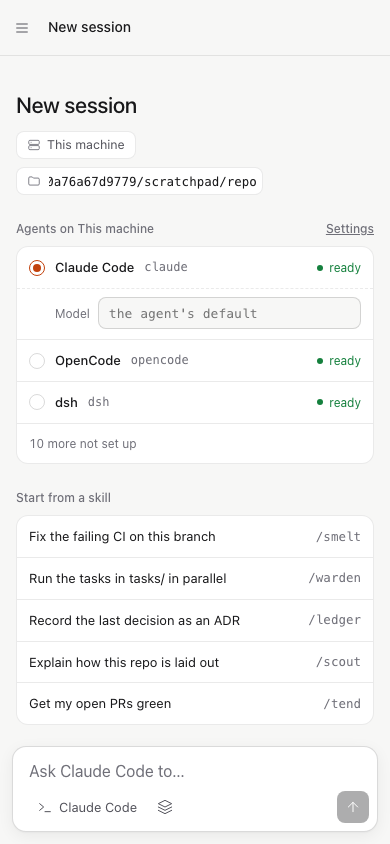 New session
New session
This machine
0a76a67d9779/scratchpad/repo
Agents on This machine Settings
Claude Code claude ready
Model the agent's default
OpenCode opencode ready
dsh dsh ready
10 more not set up
Start from a skill
Fix the failing CI on this branch /smelt
Run the tasks in tasks/ in parallel /warden
Record the last decision as an ADR /ledger
Explain how this repo is laid out /scout
Get my open PRs green /tend
Ask Claude Code to…
>_ Claude Code